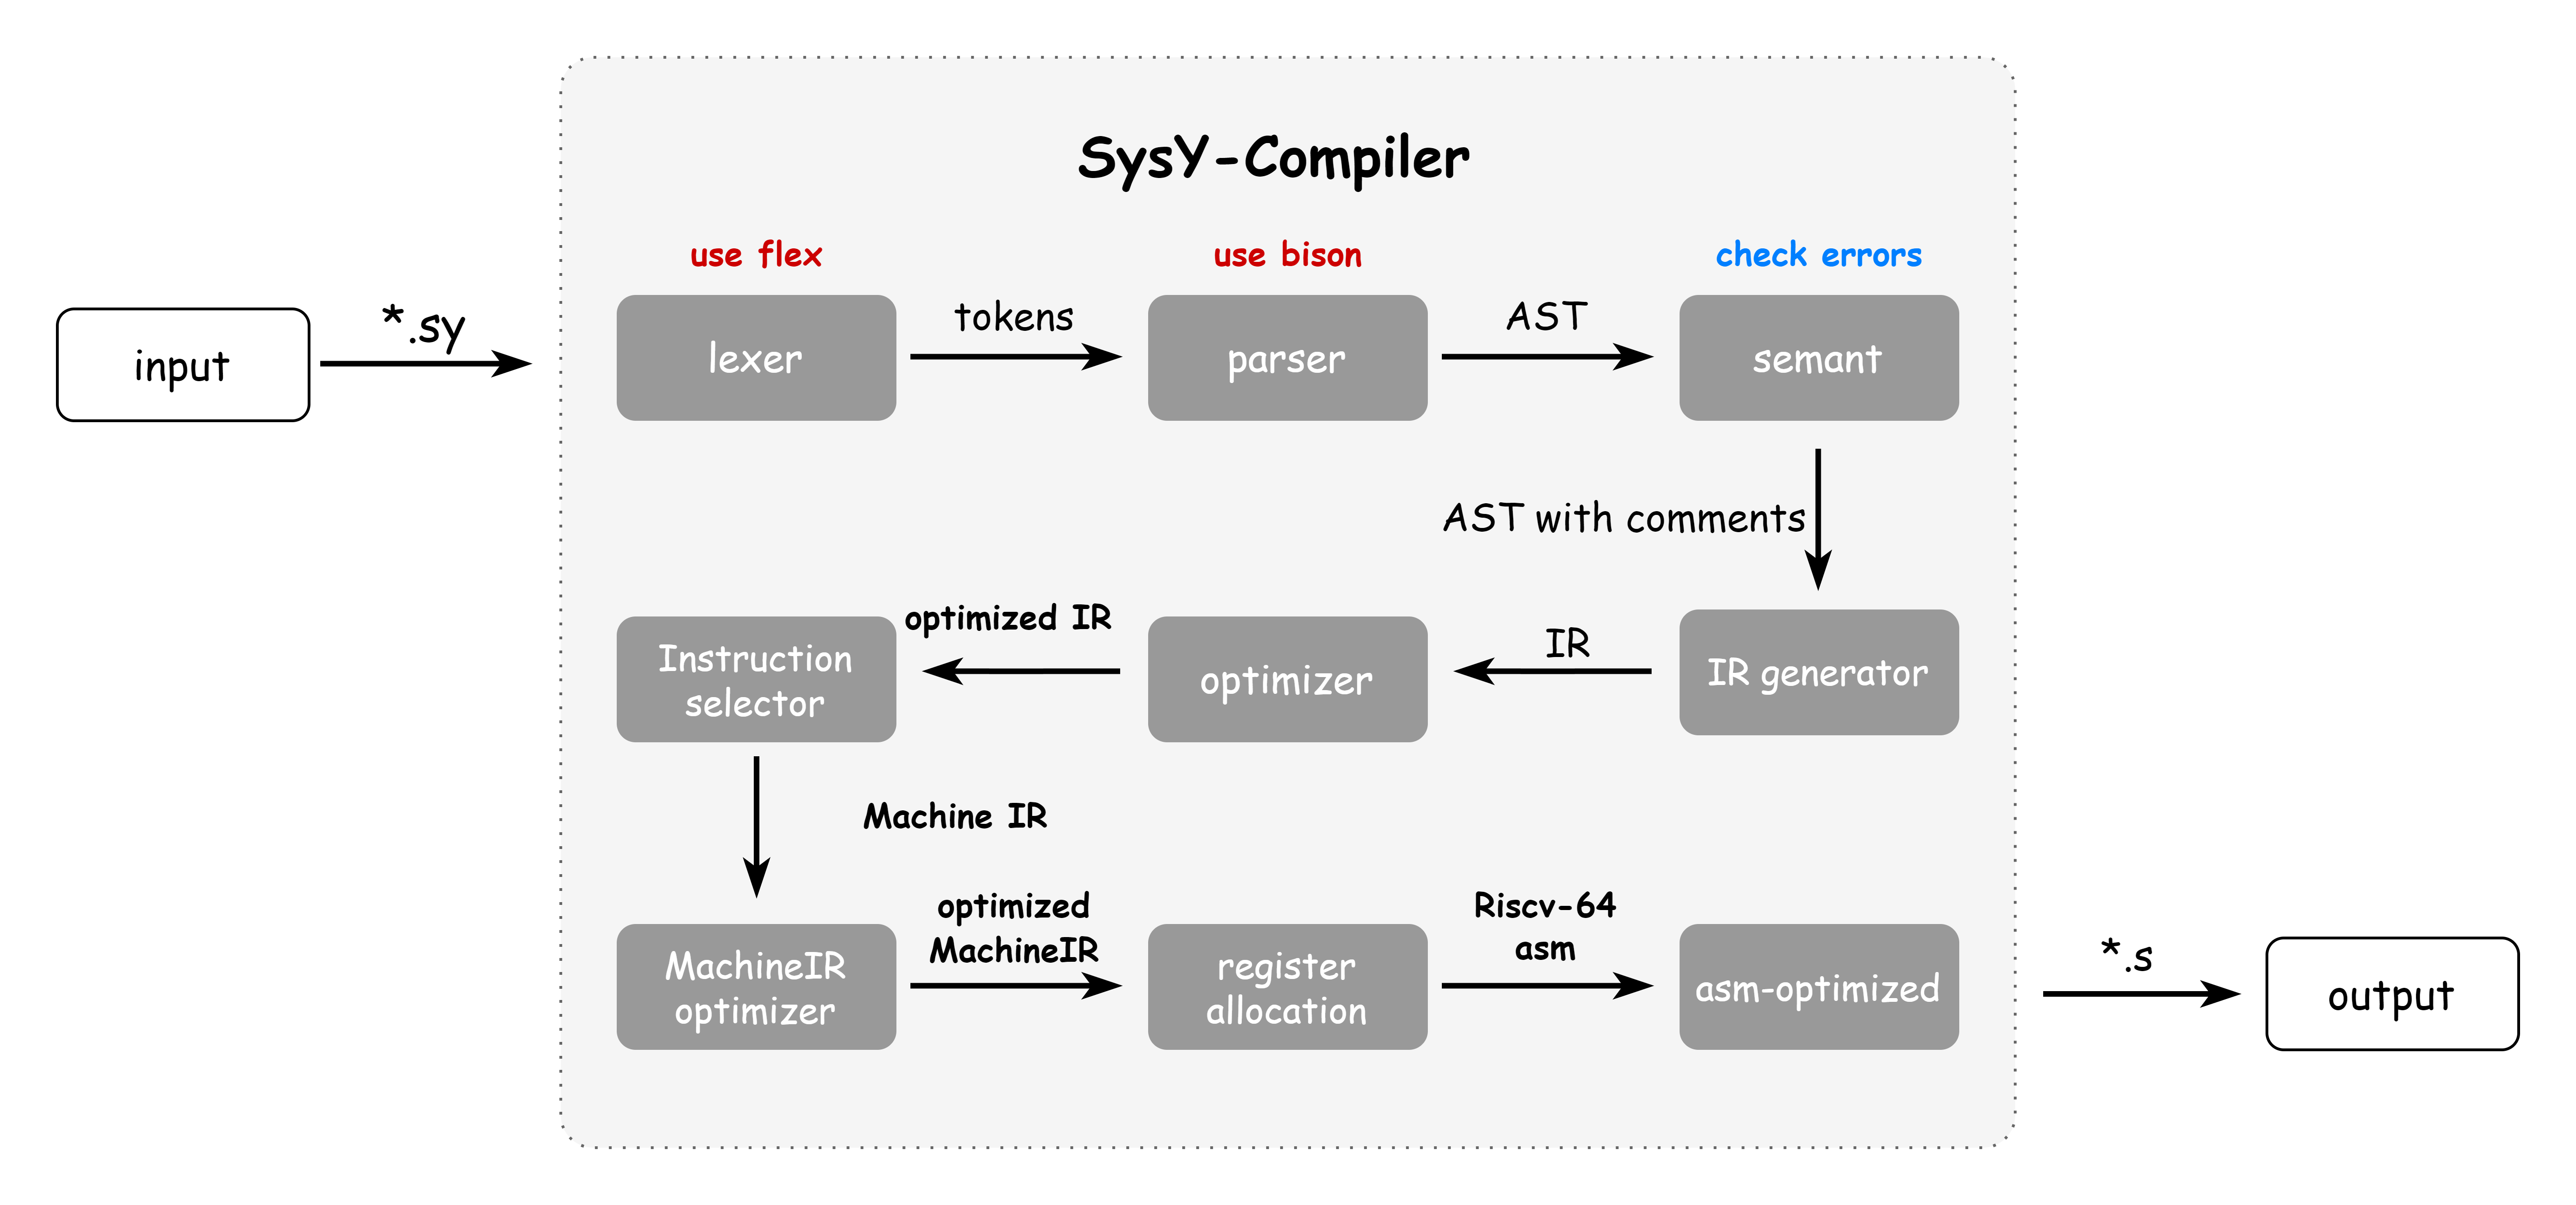 SysY-Compiler
use flex
use bison
check errors
input
*.sy
lexer
tokens
parser
AST
semant
AST with comments
IR generator
IR
optimizer
optimized IR
Instruction
selector
Machine IR
MachineIR
optimizer
optimized
MachineIR
register
allocation
Riscv-64
asm
asm-optimized
*.s
output